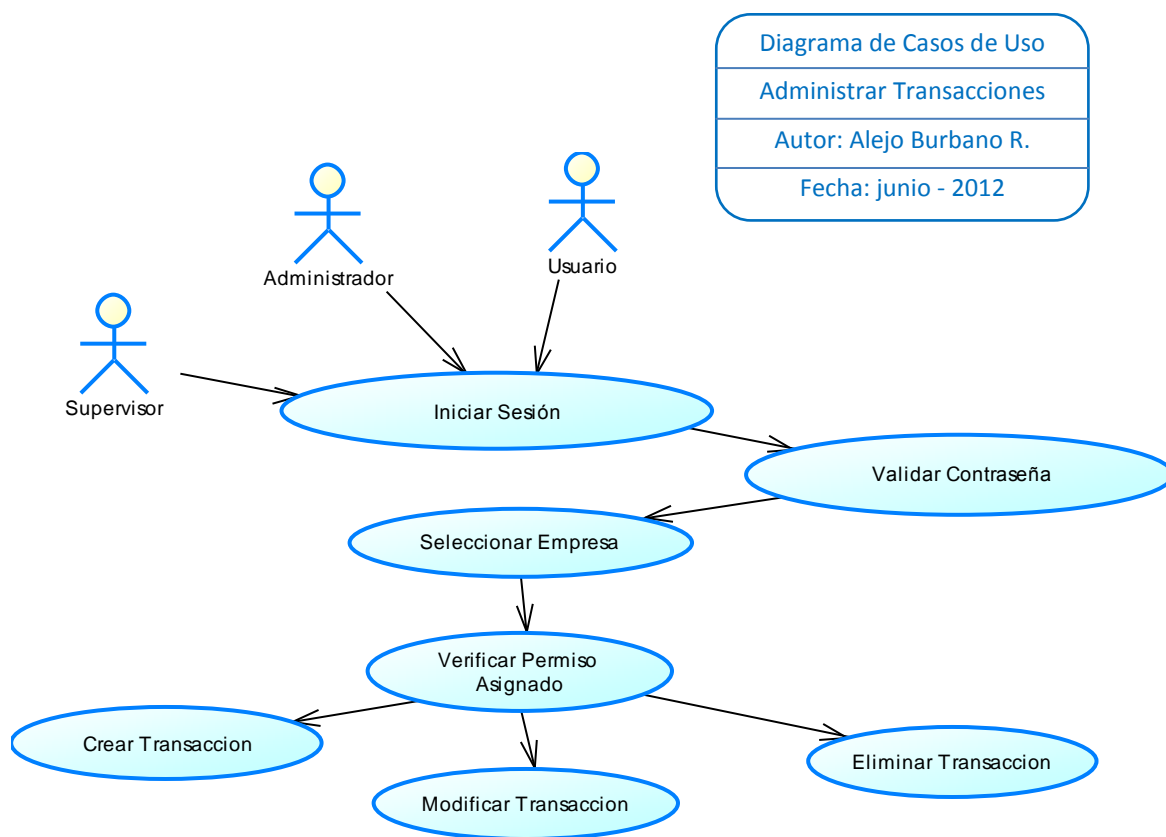 Diagrama de Casos de Uso
Administrar Transacciones
Autor: Alejo Burbano R.
Fecha: junio - 2012
Usuario
Administrador
Supervisor
Iniciar Sesión
Validar Contraseña
Seleccionar Empresa
Verificar Permiso
Asignado
Crear Transaccion
Eliminar Transaccion
Modificar Transaccion